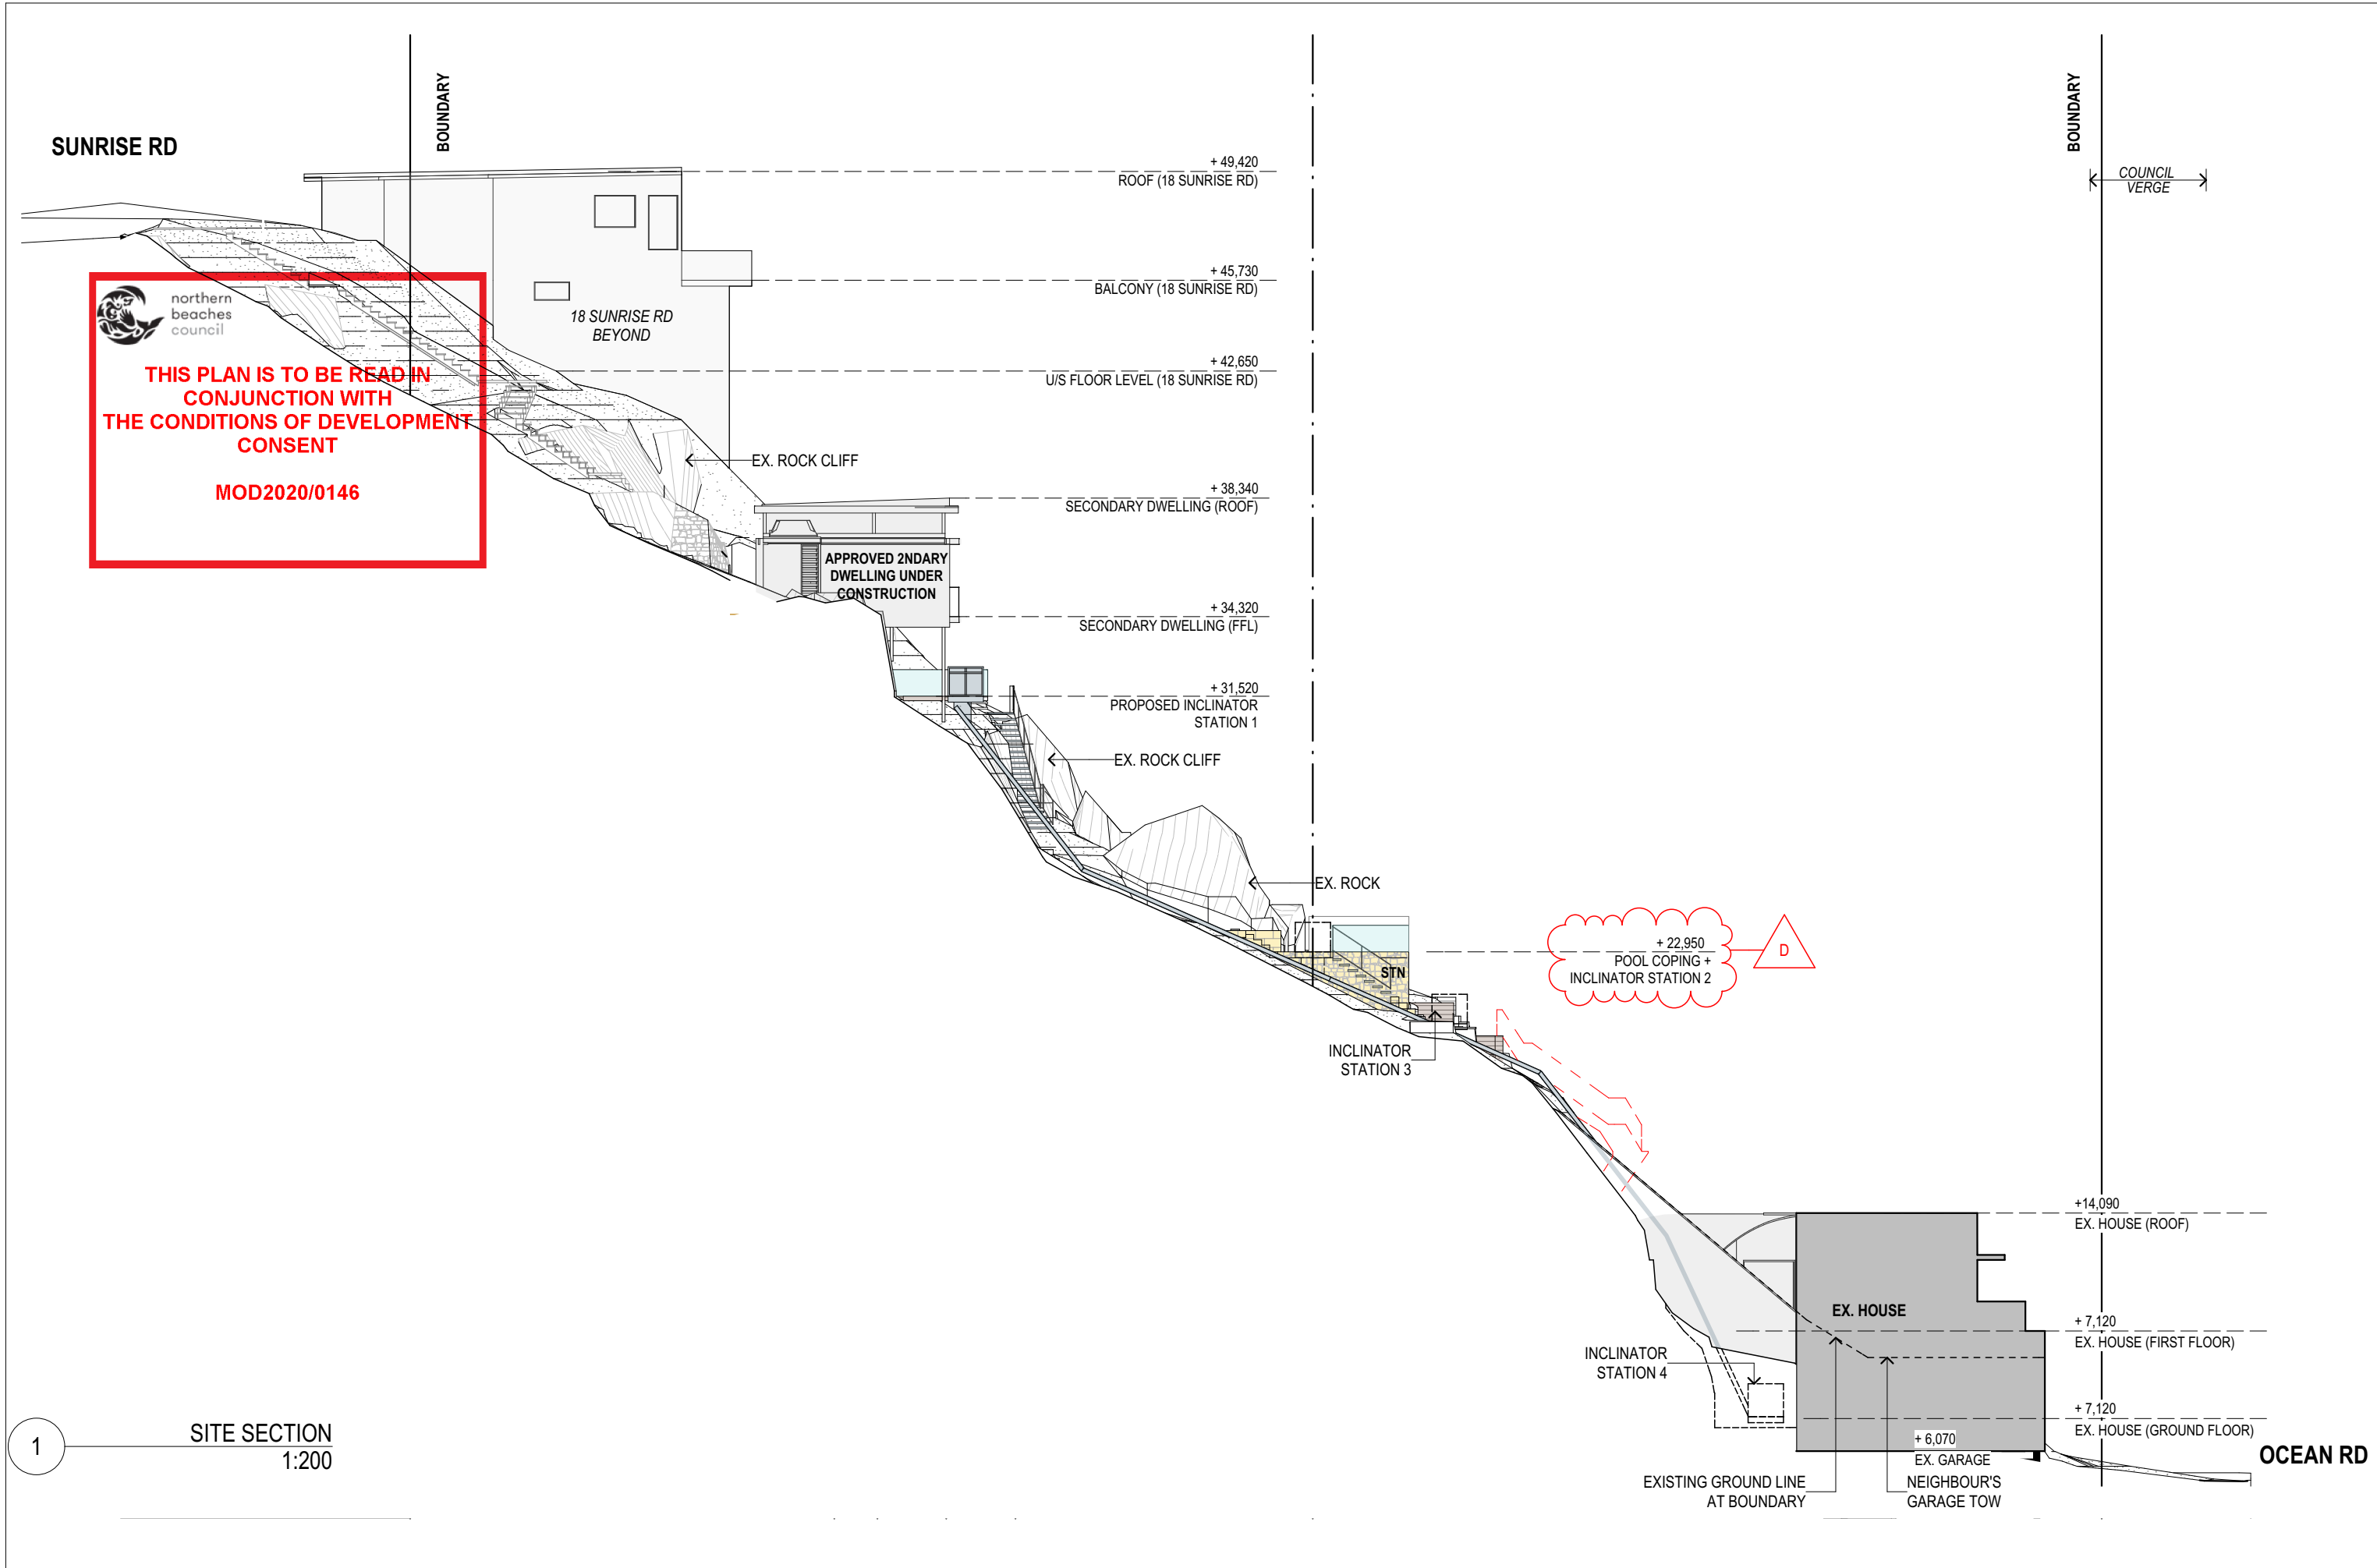 SUNRISE RD
BOUNDARY
BOUNDARY
COUNCIL
VERGE
+ 49,420
ROOF (18 SUNRISE RD)
+ 45,730
BALCONY (18 SUNRISE RD)
18 SUNRISE RD
BEYOND
+ 42,650
U/S FLOOR LEVEL (18 SUNRISE RD)
northern
beaches
council
THIS PLAN IS TO BE READ IN
CONJUNCTION WITH
THE CONDITIONS OF DEVELOPMENT
CONSENT
MOD2020/0146
EX. ROCK CLIFF
+ 38,340
SECONDARY DWELLING (ROOF)
APPROVED 2NDARY
DWELLING UNDER
CONSTRUCTION
+ 34,320
SECONDARY DWELLING (FFL)
+ 31,520
PROPOSED INCLINATOR
STATION 1
EX. ROCK CLIFF
EX. ROCK
+ 22,950
POOL COPING +
INCLINATOR STATION 2
D
STN
INCLINATOR
STATION 3
+14,090
EX. HOUSE (ROOF)
EX. HOUSE
+ 7,120
EX. HOUSE (FIRST FLOOR)
INCLINATOR
STATION 4
+ 7,120
EX. HOUSE (GROUND FLOOR)
+ 6,070
EX. GARAGE
OCEAN RD
EXISTING GROUND LINE
AT BOUNDARY
NEIGHBOUR'S
GARAGE TOW
1
SITE SECTION
1:200